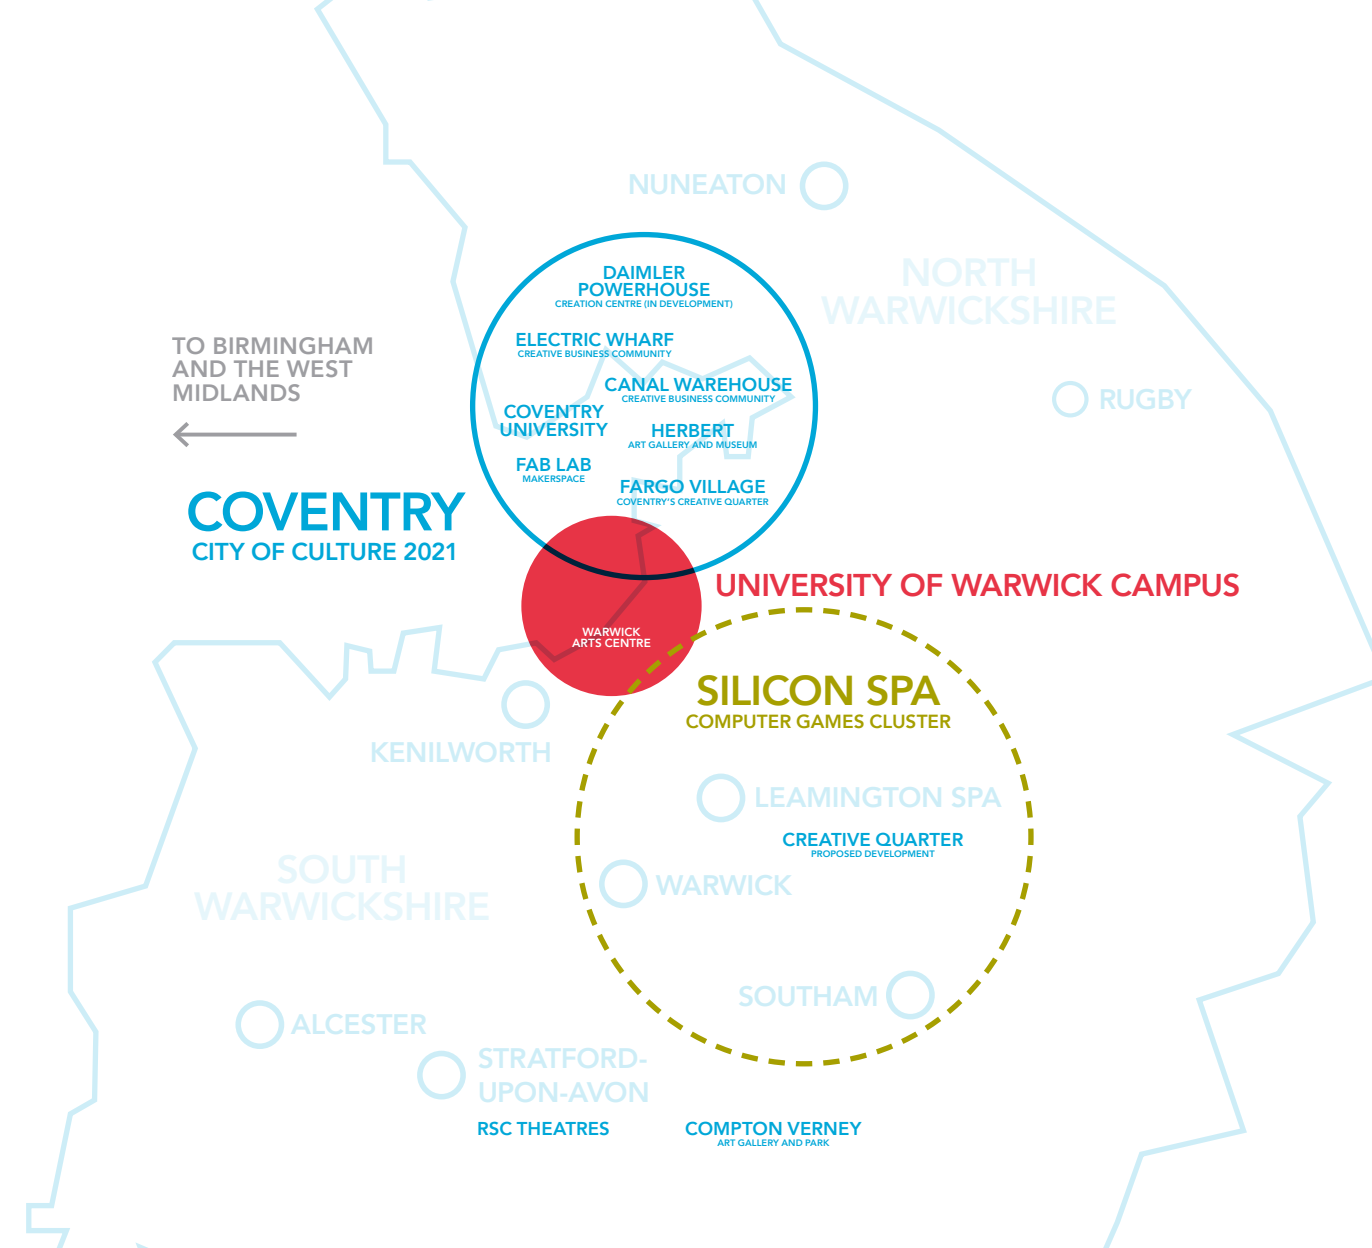 NUNEATON
NORTH
WARWICKSHIRE
DAIMLER
POWERHOUSE
CREATION CENTRE (IN DEVELOPMENT)
ELECTRIC WHARF
CREATIVE BUSINESS COMMUNITY
TO BIRMINGHAM
AND THE WEST
MIDLANDS
CANAL WAREHOUSE
CREATIVE BUSINESS COMMUNITY
RUGBY
COVENTRY
UNIVERSITY
HERBERT
ART GALLERY AND MUSEUM
FAB LAB
MAKERSPACE
FARGO VILLAGE
COVENTRY'S CREATIVE QUARTER
COVENTRY
CITY OF CULTURE 2021
UNIVERSITY OF WARWICK CAMPUS
WARWICK
ARTS CENTRE
SILICON SPA
COMPUTER GAMES CLUSTER
KENILWORTH
LEAMINGTON SPA
CREATIVE QUARTER
PROPOSED DEVELOPMENT
SOUTH
WARWICKSHIRE
WARWICK
SOUTHAM
ALCESTER
STRATFORD-
UPON-AVON
RSC THEATRES
COMPTON VERNEY
ART GALLERY AND PARK